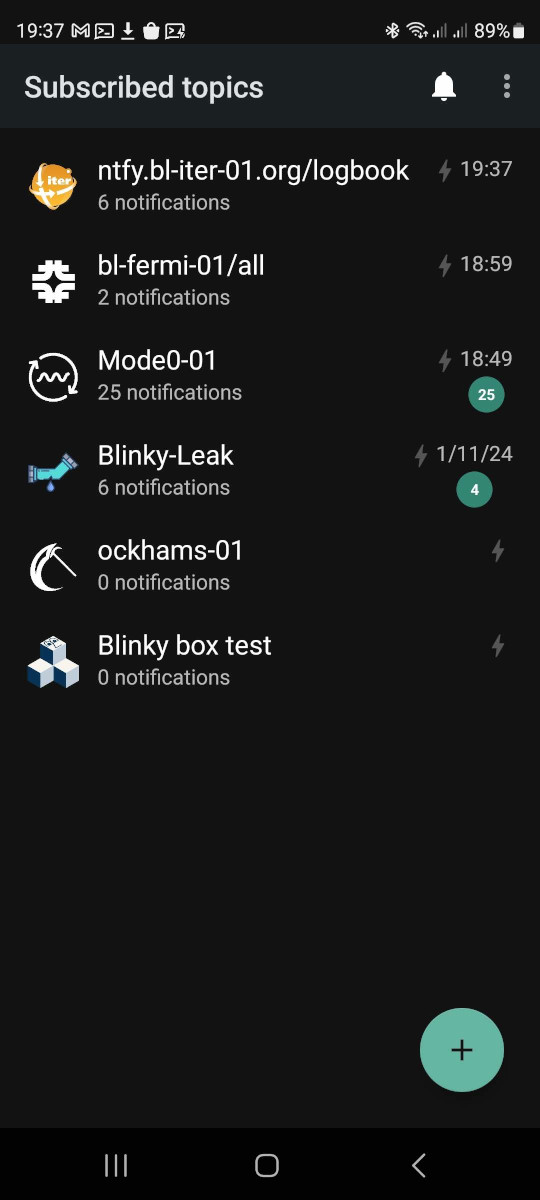 19:37 89%
Subscribed topics
iter
ntfy.bl-iter-01.org/logbook 19:37
6 notifications
bl-fermi-01/all 18:59
2 notifications
Mode0-01 18:49
25 notifications 25
Blinky-Leak 1/11/24
6 notifications 4
ockhams-01
0 notifications
Blinky box test
0 notifications